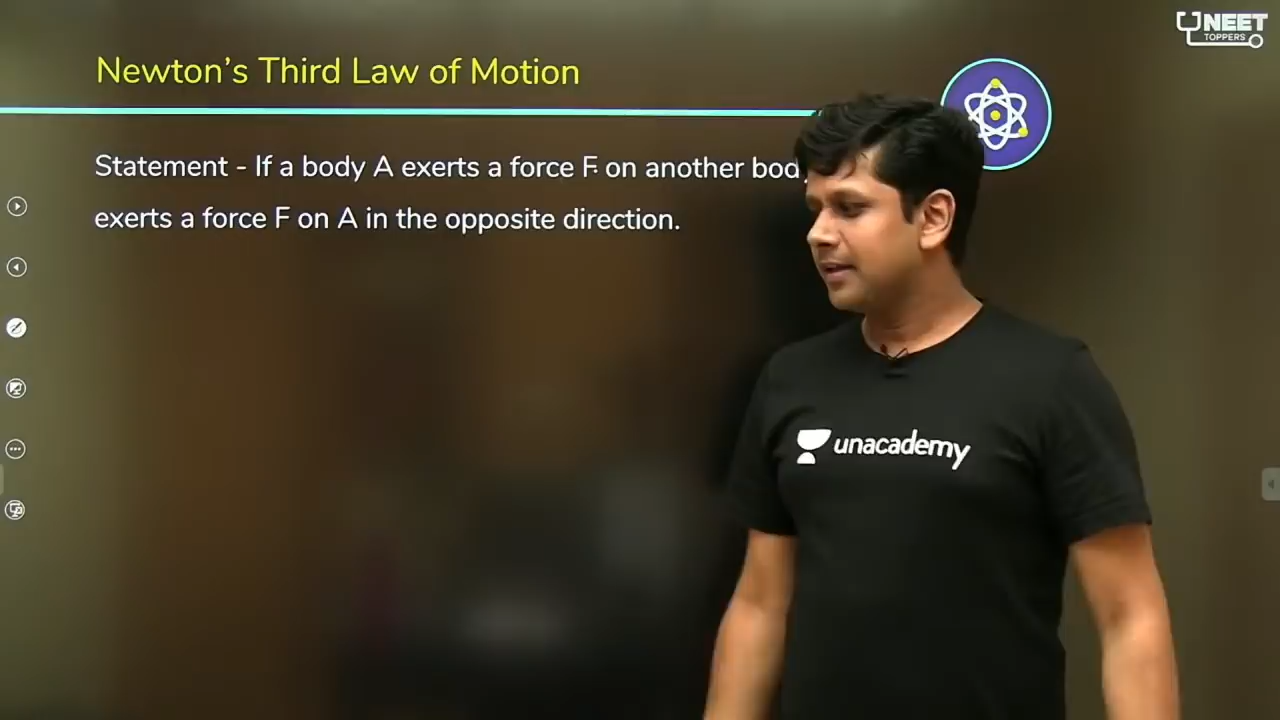 NEET
TOPPERS
Newton's Third Law of Motion
Statement - If a body A exerts a force F on another
exerts a force F on A in the opposite direction.
unacademy